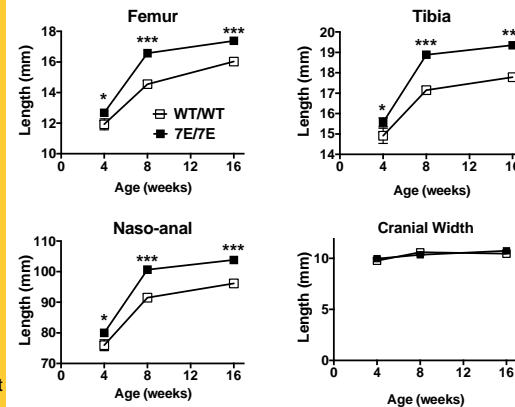 Femur
Length (mm)
18
16
14
12
10
0 4 8 12 16
Age (weeks)
* *** ***
WT/WT
7E/7E
Tibia
Length (mm)
20
19
18
17
16
15
14
0 4 8 12 16
Age (weeks)
* *** **
Naso-anal
Length (mm)
110
100
90
80
70
0 4 8 12 16
Age (weeks)
* *** ***
Cranial Width
Length (mm)
10
5
0
0 4 8 12 16
Age (weeks)
t